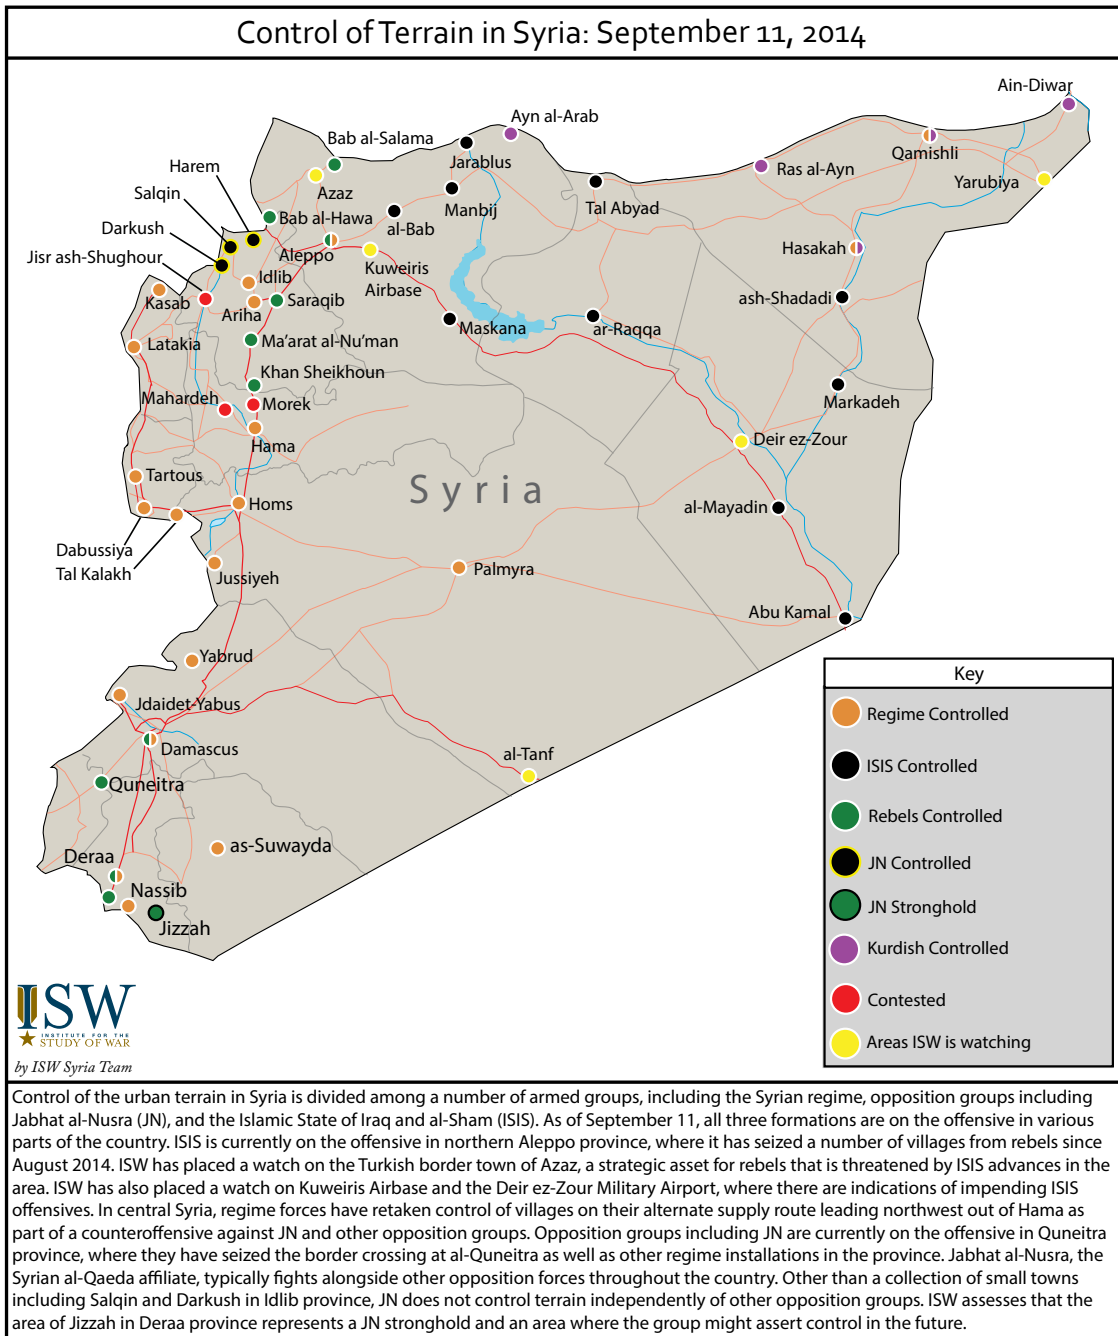 Control of Terrain in Syria: September 11, 2014
Ain-Diwar
Ayn al-Arab
Bab al-Salama
Jarablus
Qamishli
Harem
Ras al-Ayn
Yarubiya
Salqin
Azaz
Manbij
Tal Abyad
Darkush
Bab al-Hawa
al-Bab
Jisr ash-Shughour
Aleppo
Kuweiris
Airbase
Hasakah
Idlib
Kasab
Ariha
Saraqib
ash-Shadadi
Maskana
ar-Raqqa
Latakia
Ma'arat al-Nu'man
Khan Sheikhoun
Mahardeh
Morek
Markadeh
Hama
Deir ez-Zour
Tartous
Syria
Homs
al-Mayadin
Dabussiya
Tal Kalakh
Jussiyeh
Palmyra
Abu Kamal
Yabrud
Jdaidet-Yabus
Damascus
al-Tanf
Quneitra
as-Suwayda
Deraa
Nassib
Jizzah
Key
Regime Controlled
ISIS Controlled
Rebels Controlled
JN Controlled
JN Stronghold
Kurdish Controlled
Contested
Areas ISW is watching
ISW
INSTITUTE FOR THE
STUDY OF WAR
by ISW Syria Team
Control of the urban terrain in Syria is divided among a number of armed groups, including the Syrian regime, opposition groups including
Jabhat al-Nusra (JN), and the Islamic State of Iraq and al-Sham (ISIS). As of September 11, all three formations are on the offensive in various
parts of the country. ISIS is currently on the offensive in northern Aleppo province, where it has seized a number of villages from rebels since
August 2014. ISW has placed a watch on the Turkish border town of Azaz, a strategic asset for rebels that is threatened by ISIS advances in the
area. ISW has also placed a watch on Kuweiris Airbase and the Deir ez-Zour Military Airport, where there are indications of impending ISIS
offensives. In central Syria, regime forces have retaken control of villages on their alternate supply route leading northwest out of Hama as
part of a counteroffensive against JN and other opposition groups. Opposition groups including JN are currently on the offensive in Quneitra
province, where they have seized the border crossing at al-Quneitra as well as other regime installations in the province. Jabhat al-Nusra, the
Syrian al-Qaeda affiliate, typically fights alongside other opposition forces throughout the country. Other than a collection of small towns
including Salqin and Darkush in Idlib province, JN does not control terrain independently of other opposition groups. ISW assesses that the
area of Jizzah in Deraa province represents a JN stronghold and an area where the group might assert control in the future.